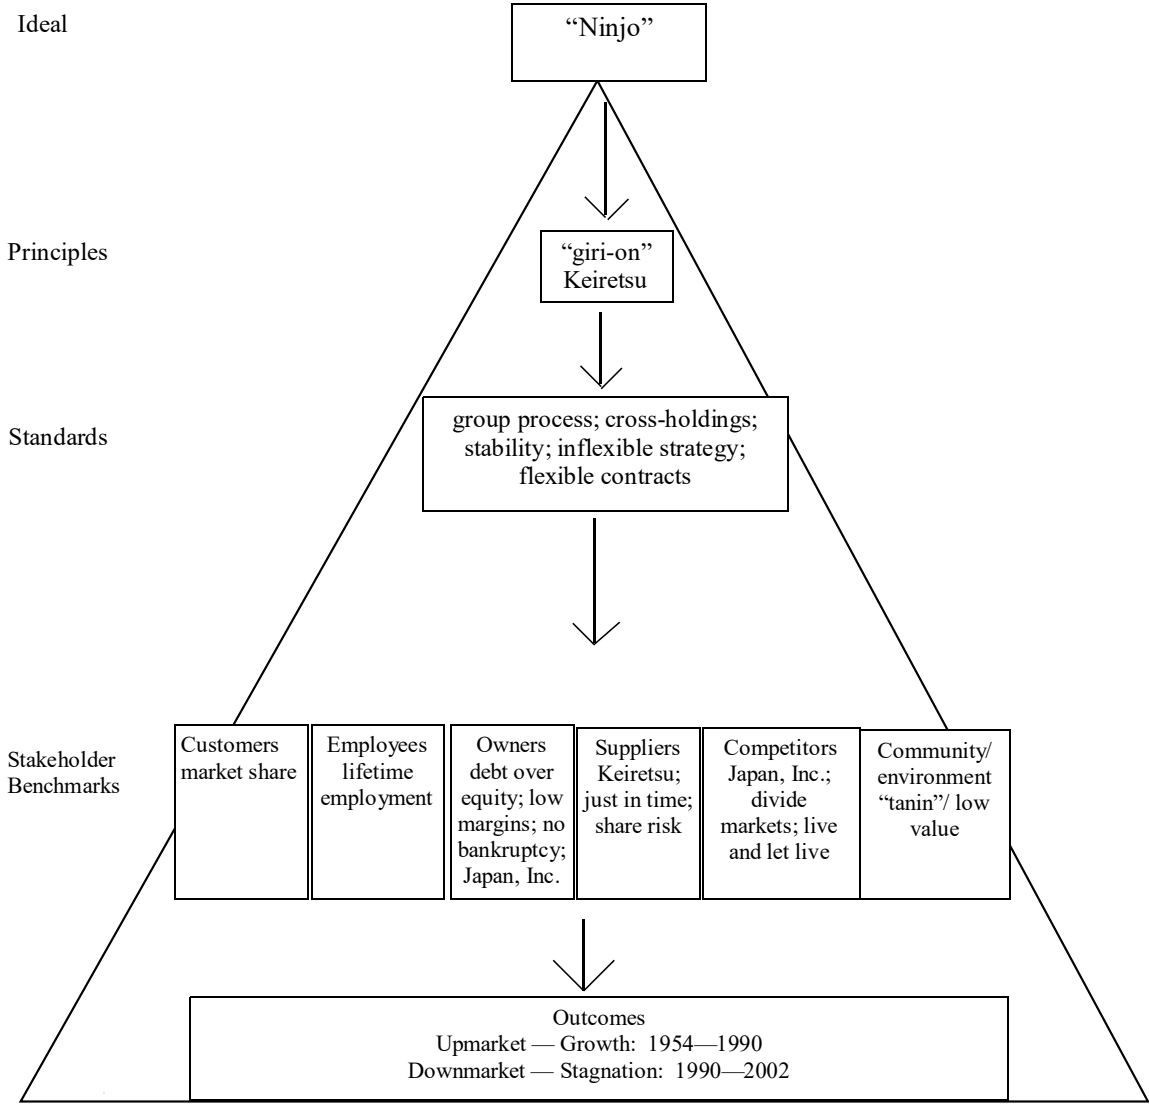 Ideal
“Ninjo”
Principles
“giri-on”
Keiretsu
Standards
group process; cross-holdings;
stability; inflexible strategy;
flexible contracts
Stakeholder
Benchmarks
Customers
market share
Employees
lifetime
employment
Owners
debt over
equity; low
margins; no
bankruptcy;
Japan, Inc.
Suppliers
Keiretsu;
just in time;
share risk
Competitors
Japan, Inc.;
divide
markets; live
and let live
Community/
environment
“tanin”/ low
value
Outcomes
Upmarket — Growth:  1954—1990
Downmarket — Stagnation:  1990—2002